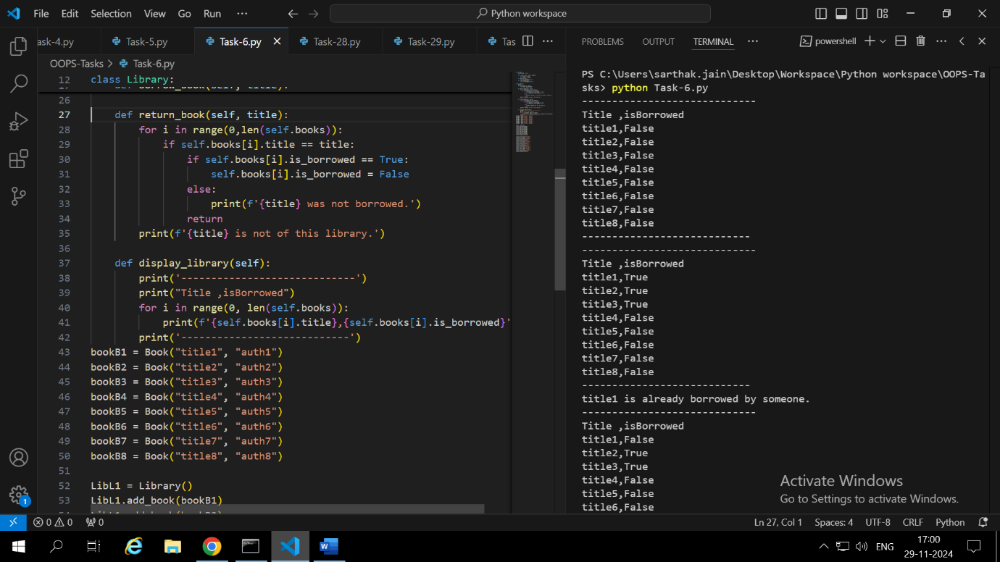 File Edit Selection View Go Run ··· Python workspace
ask-4.py Task-5.py Task-6.py Task-28.py Task-29.py Tas ···
OOPS-Tasks > Task-6.py
12 class Library:
26
27 def return_book(self, title):
28 for i in range(0,len(self.books)):
29 if self.books[i].title == title:
30 if self.books[i].is_borrowed == True:
31 self.books[i].is_borrowed = False
32 else:
33 print(f'{title} was not borrowed.')
34 return
35 print(f'{title} is not of this library.')
36
37 def display_library(self):
38 print('-----------------------------')
39 print("Title ,isBorrowed")
40 for i in range(0, len(self.books)):
41 print(f'{self.books[i].title},{self.books[i].is_borrowed}'
42 print('----------------------------')
43 bookB1 = Book("title1", "auth1")
44 bookB2 = Book("title2", "auth2")
45 bookB3 = Book("title3", "auth3")
46 bookB4 = Book("title4", "auth4")
47 bookB5 = Book("title5", "auth5")
48 bookB6 = Book("title6", "auth6")
49 bookB7 = Book("title7", "auth7")
50 bookB8 = Book("title8", "auth8")
51
52 LibL1 = Library()
53 LibL1.add_book(bookB1)
PROBLEMS OUTPUT TERMINAL ··· powershell ···
PS C:\Users\sarthak.jain\Desktop\Workspace\Python workspace\OOPS-Ta
sks> python Task-6.py
-----------------------------
Title ,isBorrowed
title1,False
title2,False
title3,False
title4,False
title5,False
title6,False
title7,False
title8,False
----------------------------
-----------------------------
Title ,isBorrowed
title1,True
title2,True
title3,True
title4,False
title5,False
title6,False
title7,False
title8,False
----------------------------
title1 is already borrowed by someone.
-----------------------------
Title ,isBorrowed
title1,False
title2,True
title3,True
title4,False
title5,False
title6,False
Activate Windows
Go to Settings to activate Windows.
1
0 0 0 Ln 27, Col 1 Spaces: 4 UTF-8 CRLF Python
ENG
17:00
29-11-2024